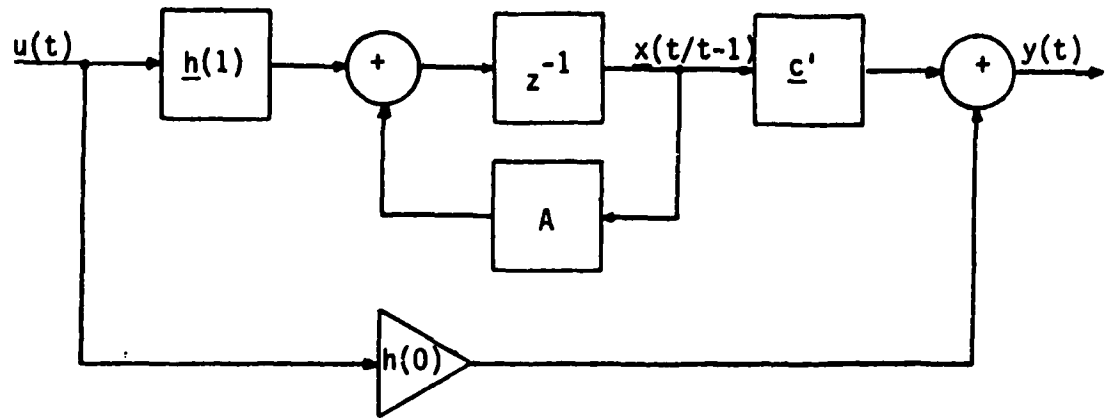 u(t)
h(1)
+
z⁻¹
x(t/t-1)
c'
+
y(t)
A
h(0)